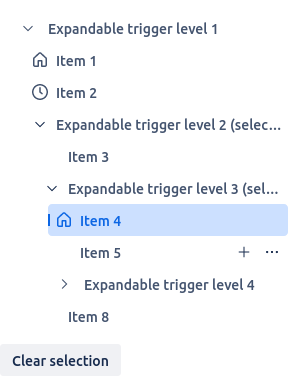 Expandable trigger level 1
Item 1
Item 2
Expandable trigger level 2 (selec...
Item 3
Expandable trigger level 3 (sel...
Item 4
Item 5
Expandable trigger level 4
Item 8
Clear selection